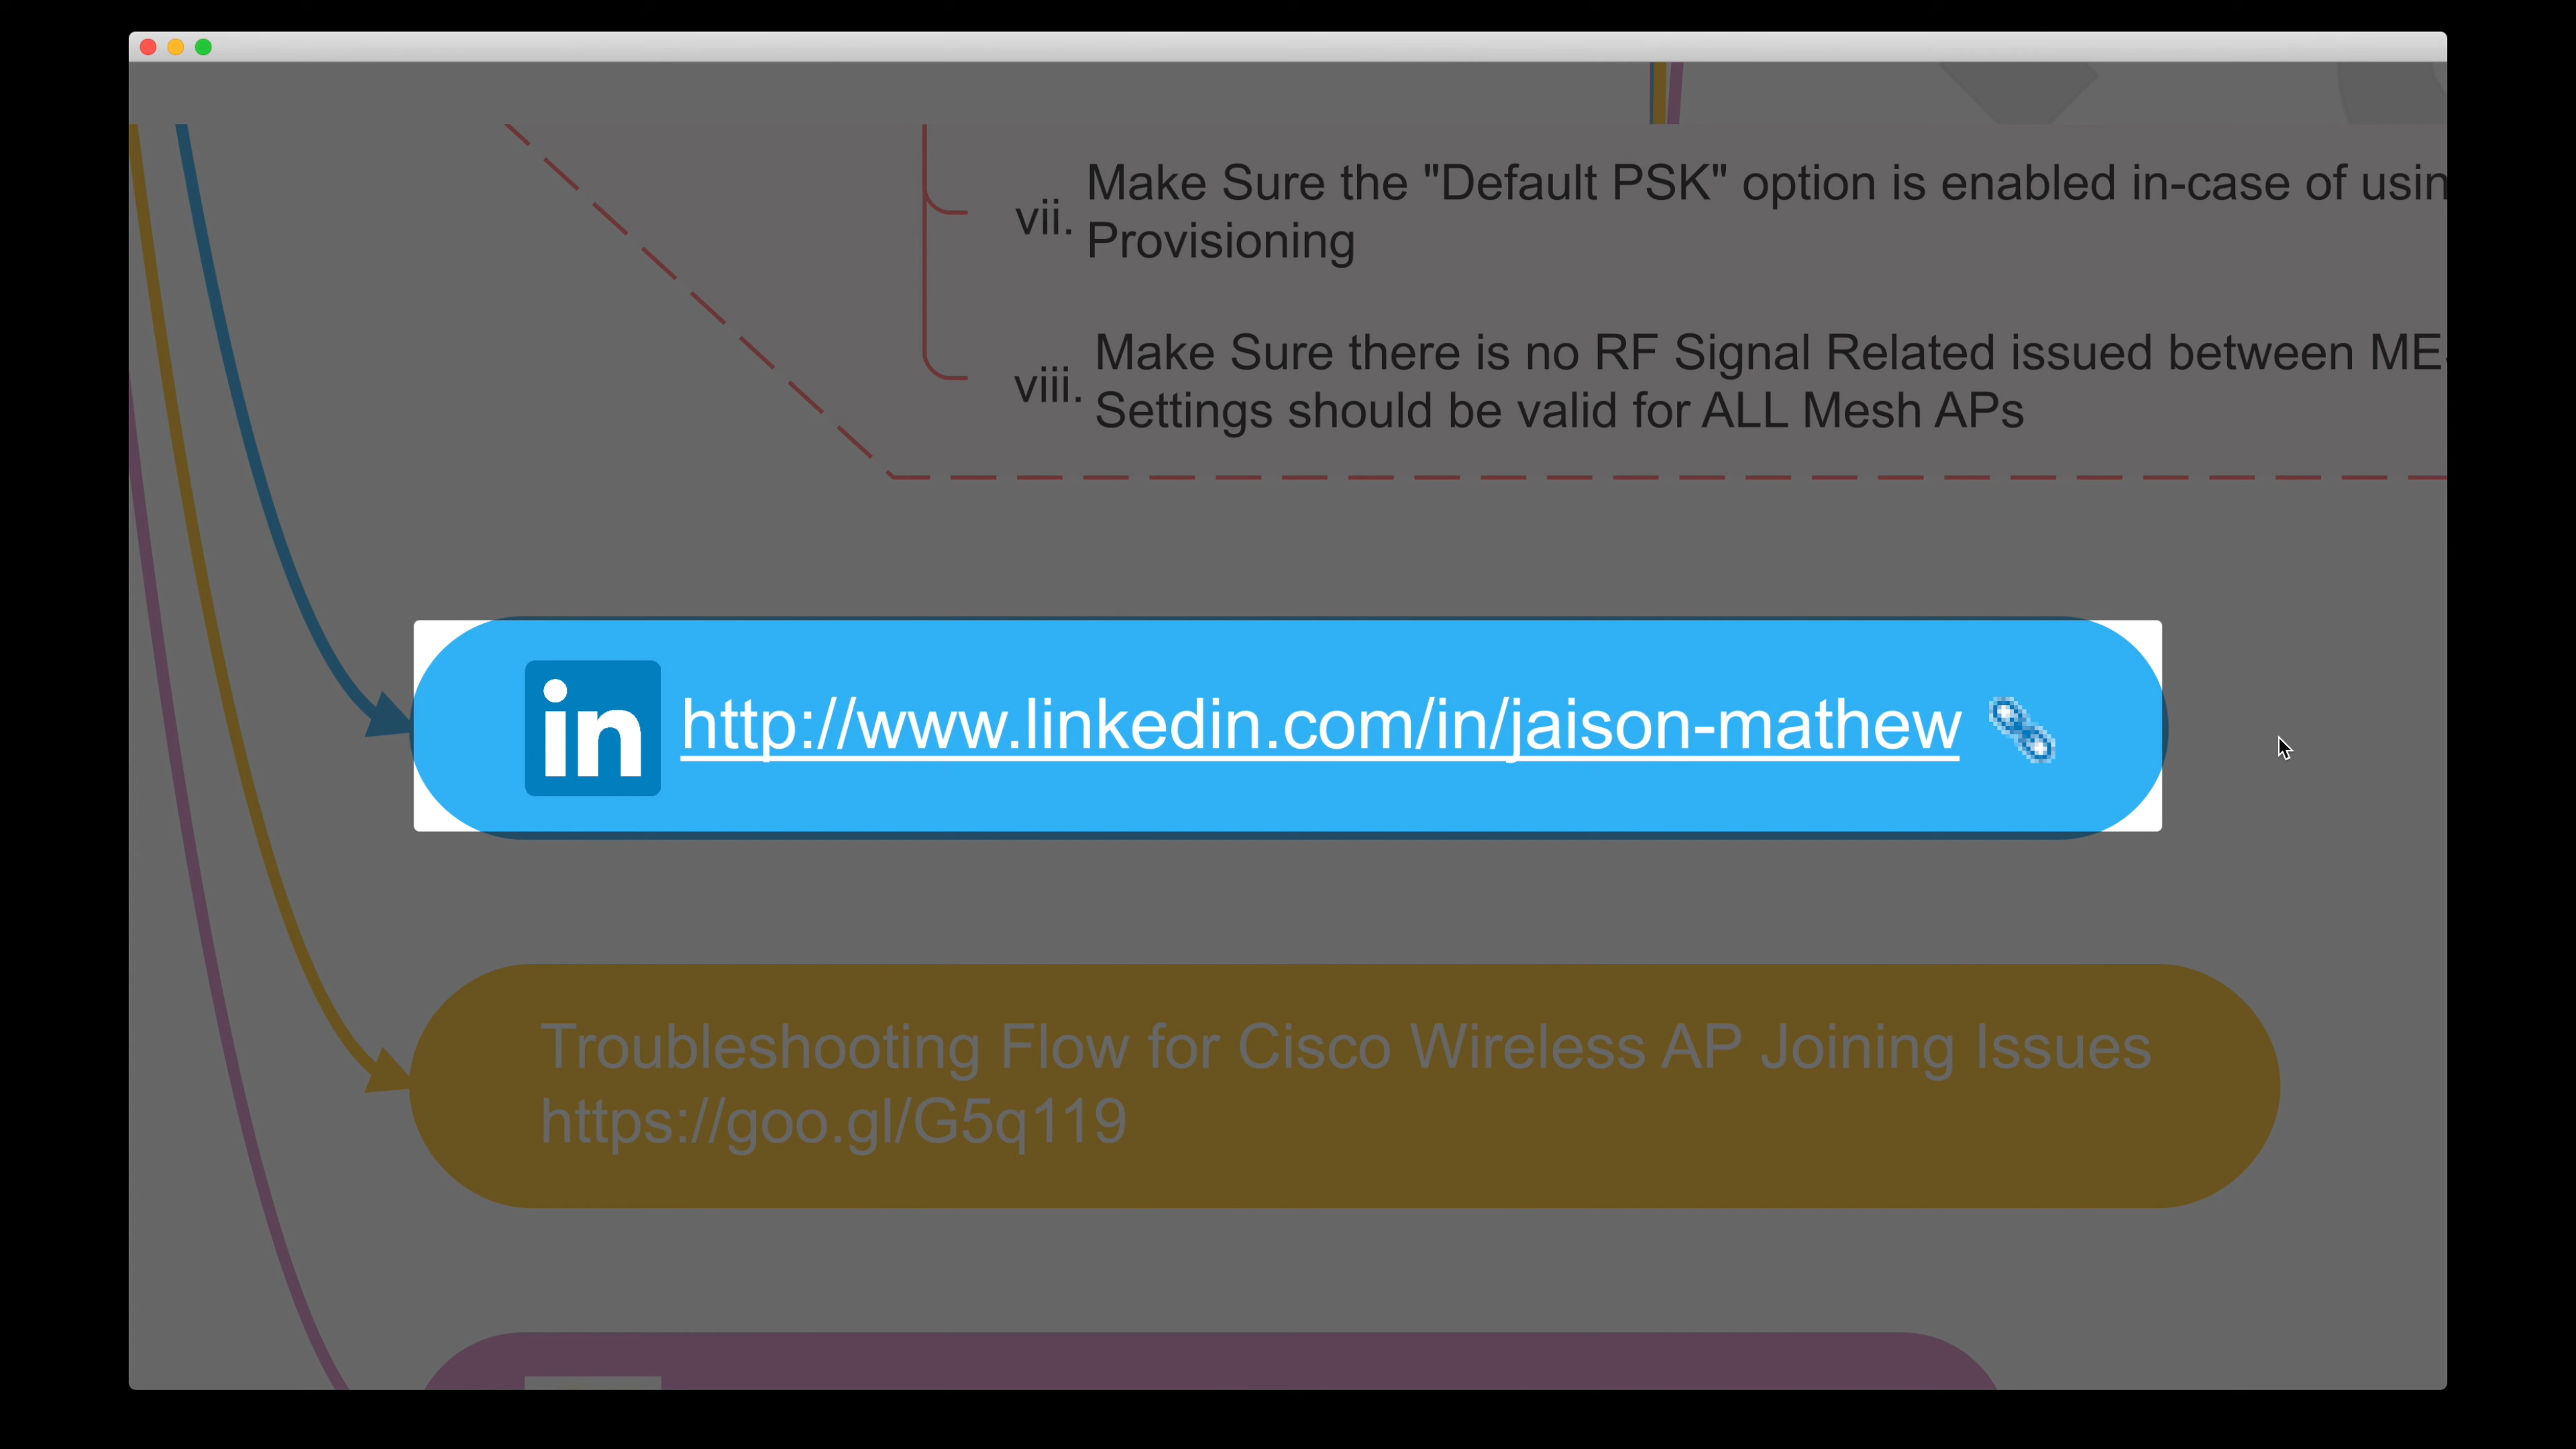 vii. Make Sure the "Default PSK" option is enabled in-case of
Provisioning
viii. Make Sure there is no RF Signal Related issued between
Settings should be valid for ALL Mesh APs
in http://www.linkedin.com/in/jaison-mathew
Troubleshooting Flow for Cisco Wireless AP Joining Issues
https://goo.gl/G5q119